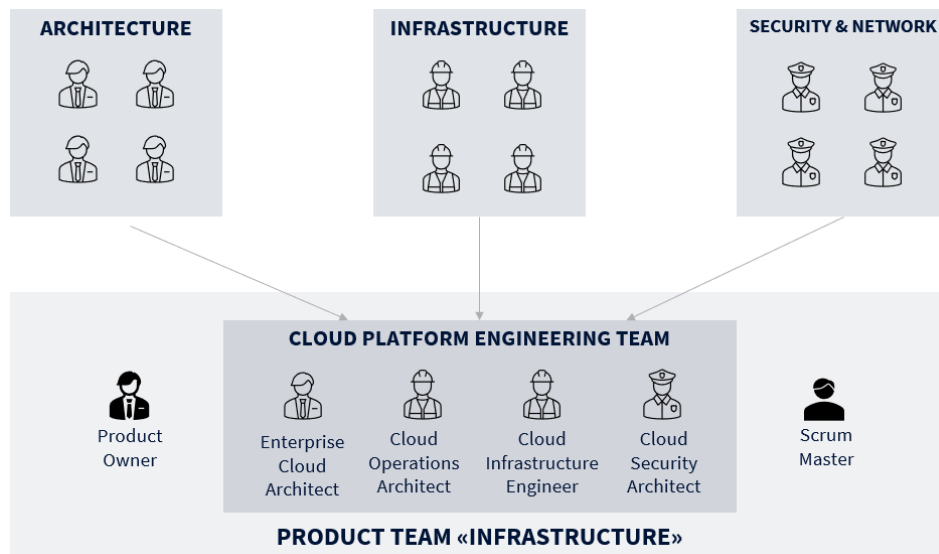 ARCHITECTURE
INFRASTRUCTURE
SECURITY & NETWORK
CLOUD PLATFORM ENGINEERING TEAM
Product
Owner
Enterprise
Cloud
Architect
Cloud
Operations
Architect
Cloud
Infrastructure
Engineer
Cloud
Security
Architect
Scrum
Master
PRODUCT TEAM «INFRASTRUCTURE»